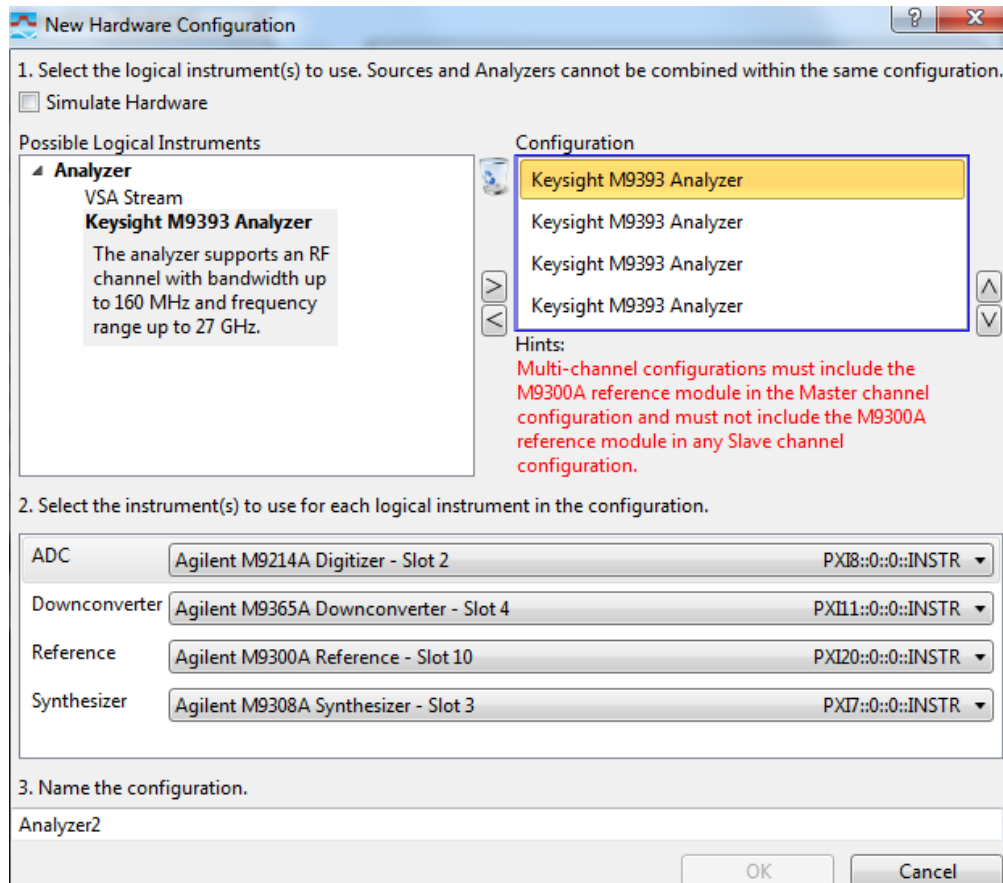 New Hardware Configuration
?
X
1. Select the logical instrument(s) to use. Sources and Analyzers cannot be combined within the same configuration.
Simulate Hardware
Possible Logical Instruments
Analyzer
VSA Stream
Keysight M9393 Analyzer
The analyzer supports an RF
channel with bandwidth up
to 160 MHz and frequency
range up to 27 GHz.
>
<
Configuration
Keysight M9393 Analyzer
Keysight M9393 Analyzer
Keysight M9393 Analyzer
Keysight M9393 Analyzer
Hints:
Multi-channel configurations must include the
M9300A reference module in the Master channel
configuration and must not include the M9300A
reference module in any Slave channel
configuration.
2. Select the instrument(s) to use for each logical instrument in the configuration.
ADC Agilent M9214A Digitizer - Slot 2 PXI8::0::0::INSTR
Downconverter Agilent M9365A Downconverter - Slot 4 PXI11::0::0::INSTR
Reference Agilent M9300A Reference - Slot 10 PXI20::0::0::INSTR
Synthesizer Agilent M9308A Synthesizer - Slot 3 PXI7::0::0::INSTR
3. Name the configuration.
Analyzer2
OK Cancel